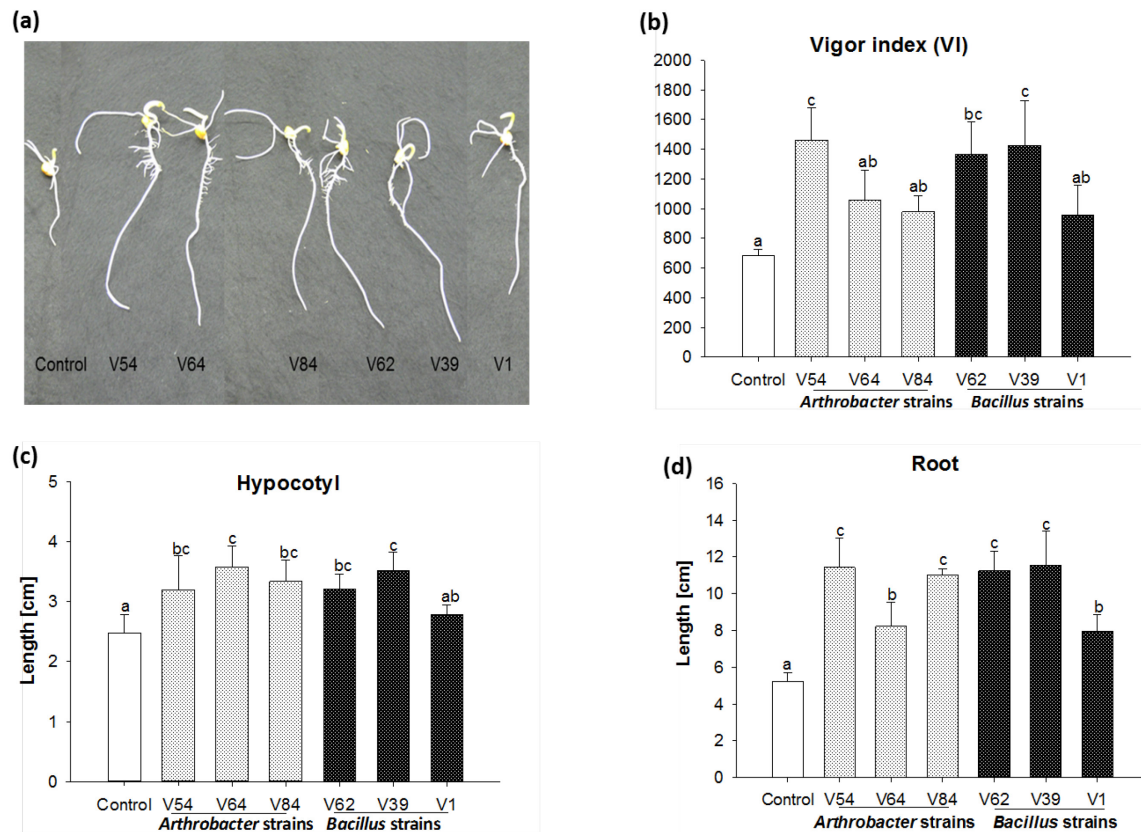 (a)
Control V54 V64 V84 V62 V39 V1
(b)
Vigor index (VI)
2000
1800
1600
1400
1200
1000
800
600
400
200
0
a c ab ab bc c ab
Control V54 V64 V84 V62 V39 V1
Arthrobacter strains Bacillus strains
(c)
Hypocotyl
Length [cm]
5
4
3
2
1
0
a bc c bc bc c ab
Control V54 V64 V84 V62 V39 V1
Arthrobacter strains Bacillus strains
(d)
Root
Length [cm]
16
14
12
10
8
6
4
2
0
a c b c c c b
Control V54 V64 V84 V62 V39 V1
Arthrobacter strains Bacillus strains